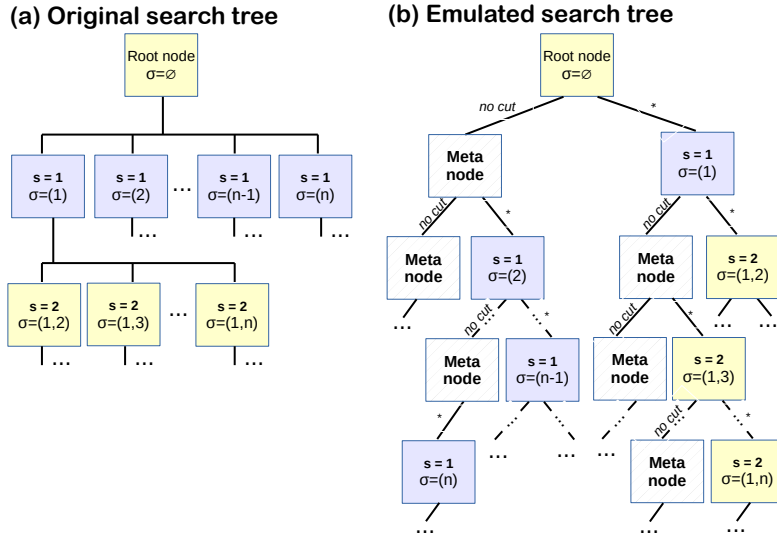 (a) Original search tree
(b) Emulated search tree
Root node
σ=∅
s = 1
σ=(1)
s = 1
σ=(2)
...
s = 1
σ=(n-1)
s = 1
σ=(n)
...
...
...
...
s = 2
σ=(1,2)
s = 2
σ=(1,3)
...
s = 2
σ=(1,n)
...
...
...
Root node
σ=∅
no cut
*
Meta
node
s = 1
σ=(1)
no cut
*
no cut
*
Meta
node
s = 1
σ=(2)
Meta
node
s = 2
σ=(1,2)
...
no cut
...
...
*
no cut
*
...
...
Meta
node
s = 1
σ=(n-1)
Meta
node
s = 2
σ=(1,3)
*
...
...
...
no cut
...
...
*
s = 1
σ=(n)
...
...
...
Meta
node
s = 2
σ=(1,n)
...
...
...